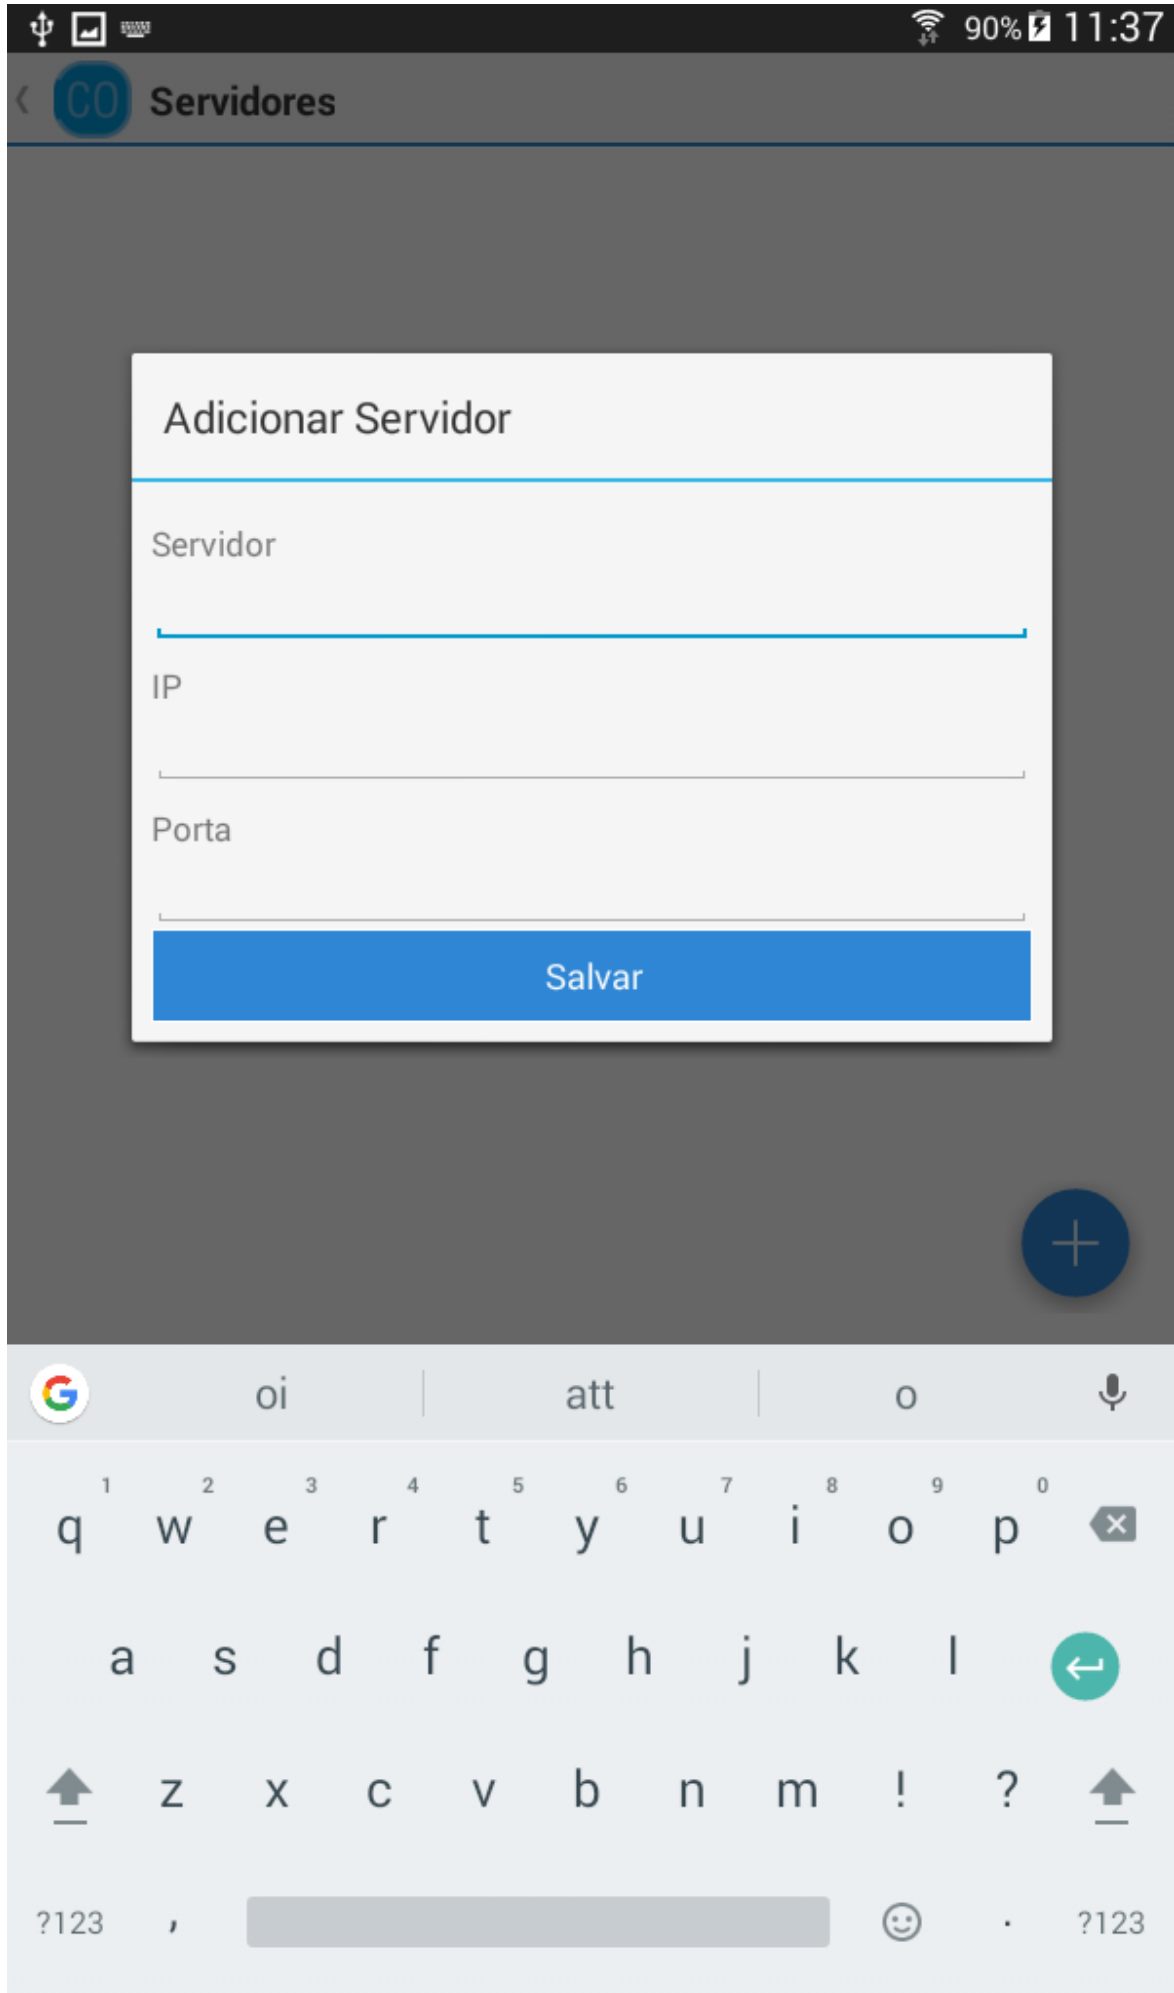 90% 11:37
CO Servidores
Adicionar Servidor
Servidor
IP
Porta
Salvar
G oi att o
1 2 3 4 5 6 7 8 9 0
q w e r t y u i o p
a s d f g h j k l
z x c v b n m ! ?
?123 , . ?123